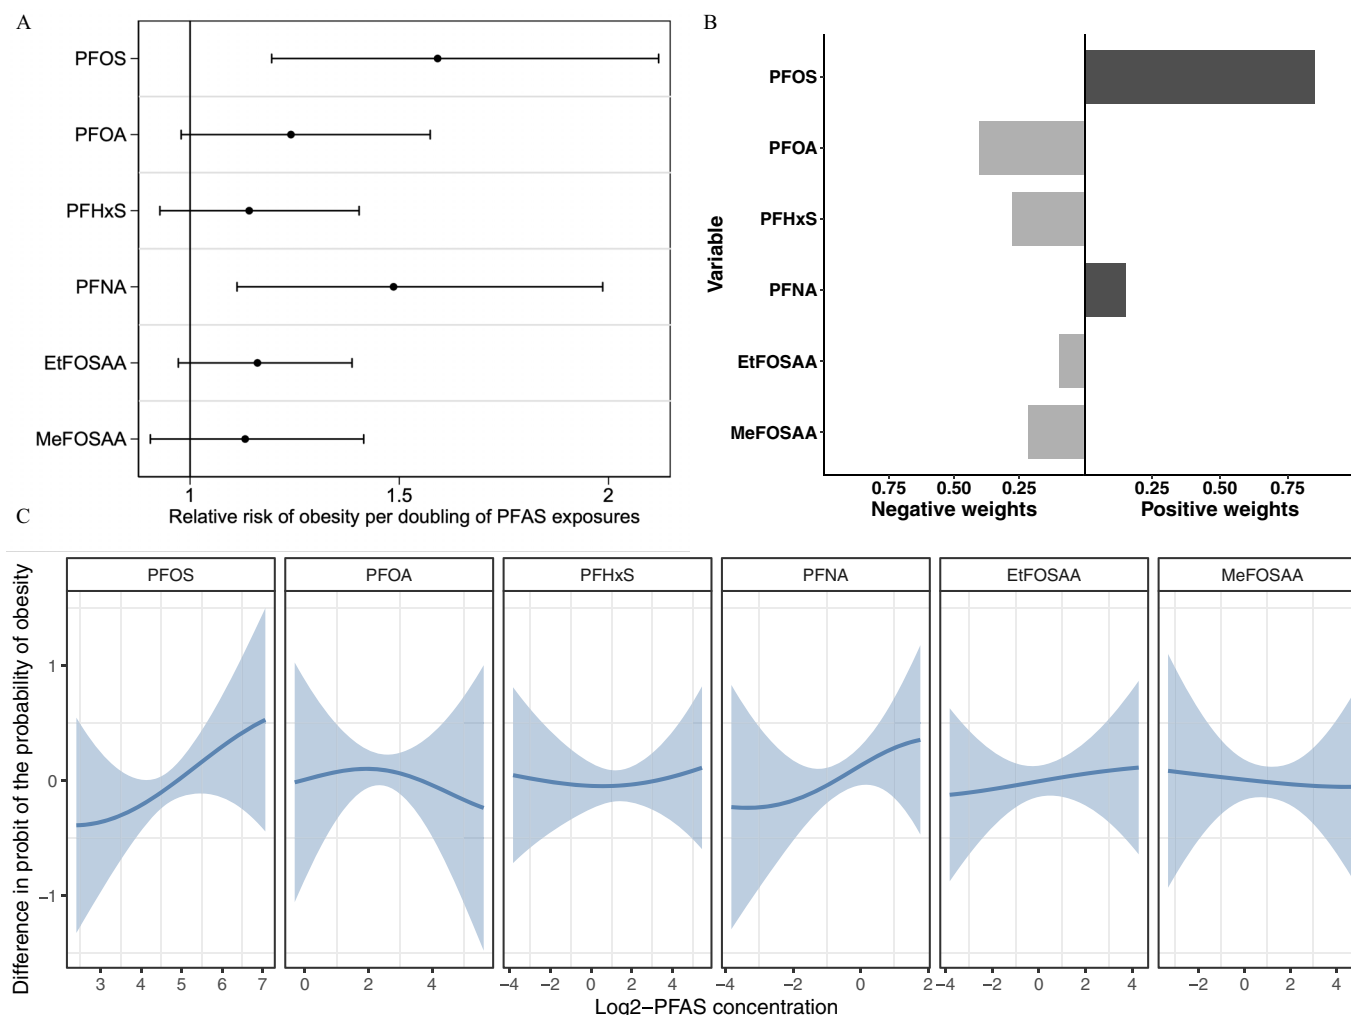 A
PFOS
PFOA
PFHxS
PFNA
EtFOSAA
MeFOSAA
1 1.5 2
Relative risk of obesity per doubling of PFAS exposures
B
Variable
PFOS
PFOA
PFHxS
PFNA
EtFOSAA
MeFOSAA
0.75 0.50 0.25 0.25 0.50 0.75
Negative weights Positive weights
C
Difference in probit of the probability of obesity
PFOS PFOA PFHxS PFNA EtFOSAA MeFOSAA
1
0
−1
3 4 5 6 7 0 2 4 −4 −2 0 2 4 −4 −2 0 2 −4 −2 0 2 4 −2 0 2 4
Log2−PFAS concentration